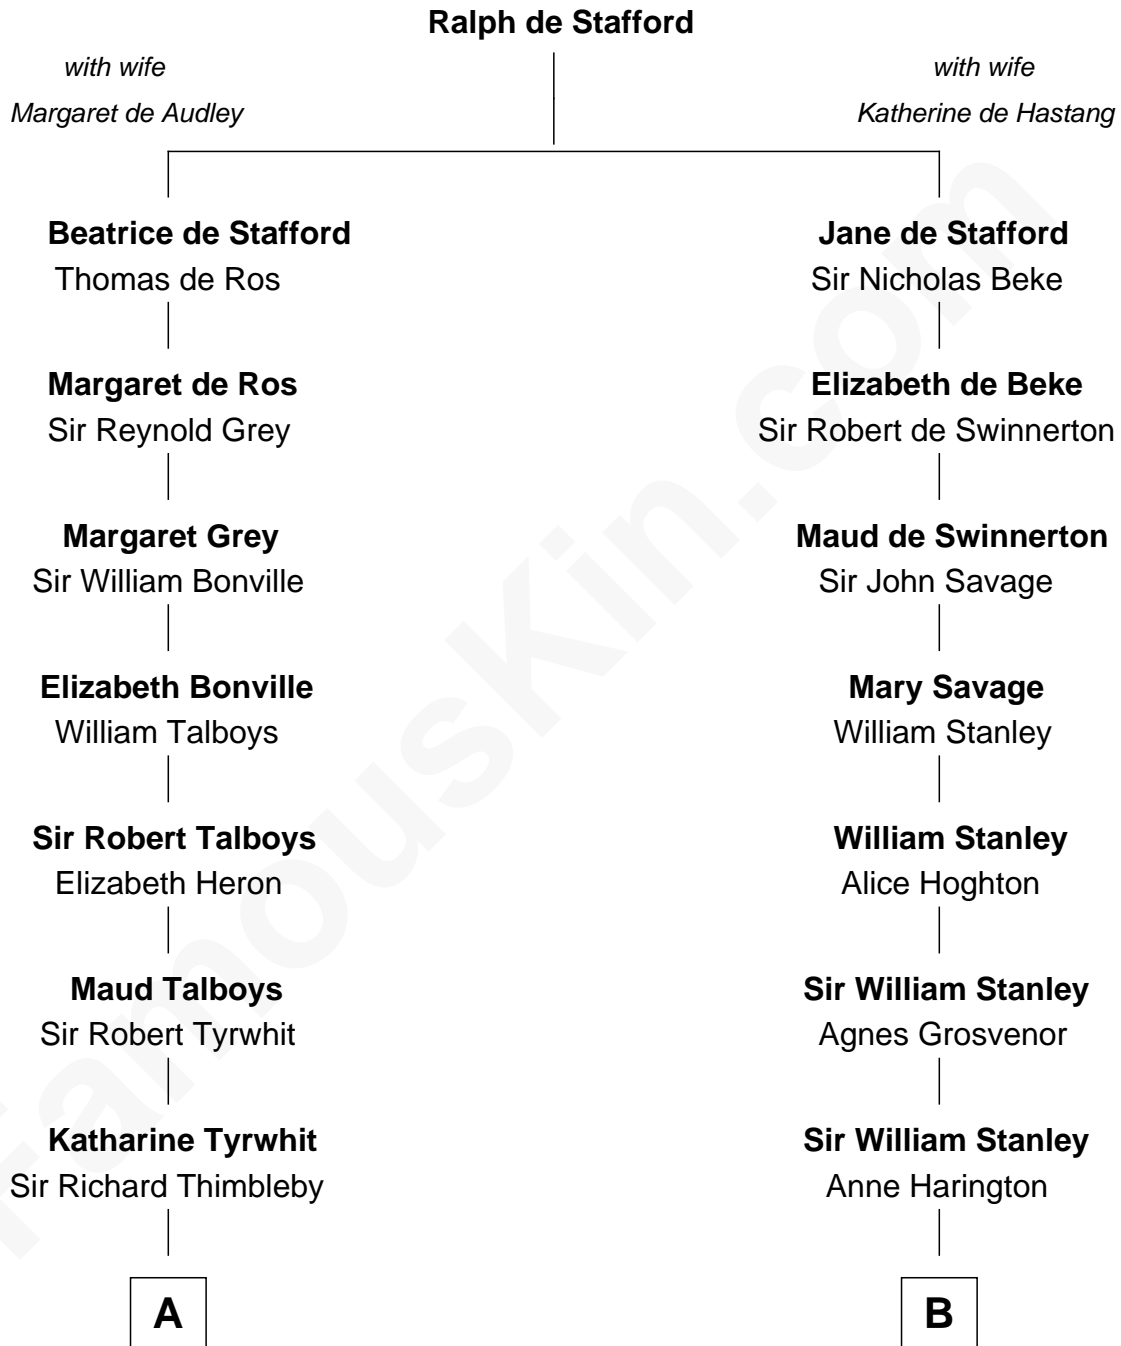 Ralph de Stafford
with wife
Margaret de Audley
with wife
Katherine de Hastang
Beatrice de Stafford
Thomas de Ros
Jane de Stafford
Sir Nicholas Beke
Margaret de Ros
Sir Reynold Grey
Elizabeth de Beke
Sir Robert de Swinnerton
Margaret Grey
Sir William Bonville
Maud de Swinnerton
Sir John Savage
Elizabeth Bonville
William Talboys
Mary Savage
William Stanley
Sir Robert Talboys
Elizabeth Heron
William Stanley
Alice Hoghton
Maud Talboys
Sir Robert Tyrwhit
Sir William Stanley
Agnes Grosvenor
Katharine Tyrwhit
Sir Richard Thimbleby
Sir William Stanley
Anne Harington
A
B
FamousKin.com